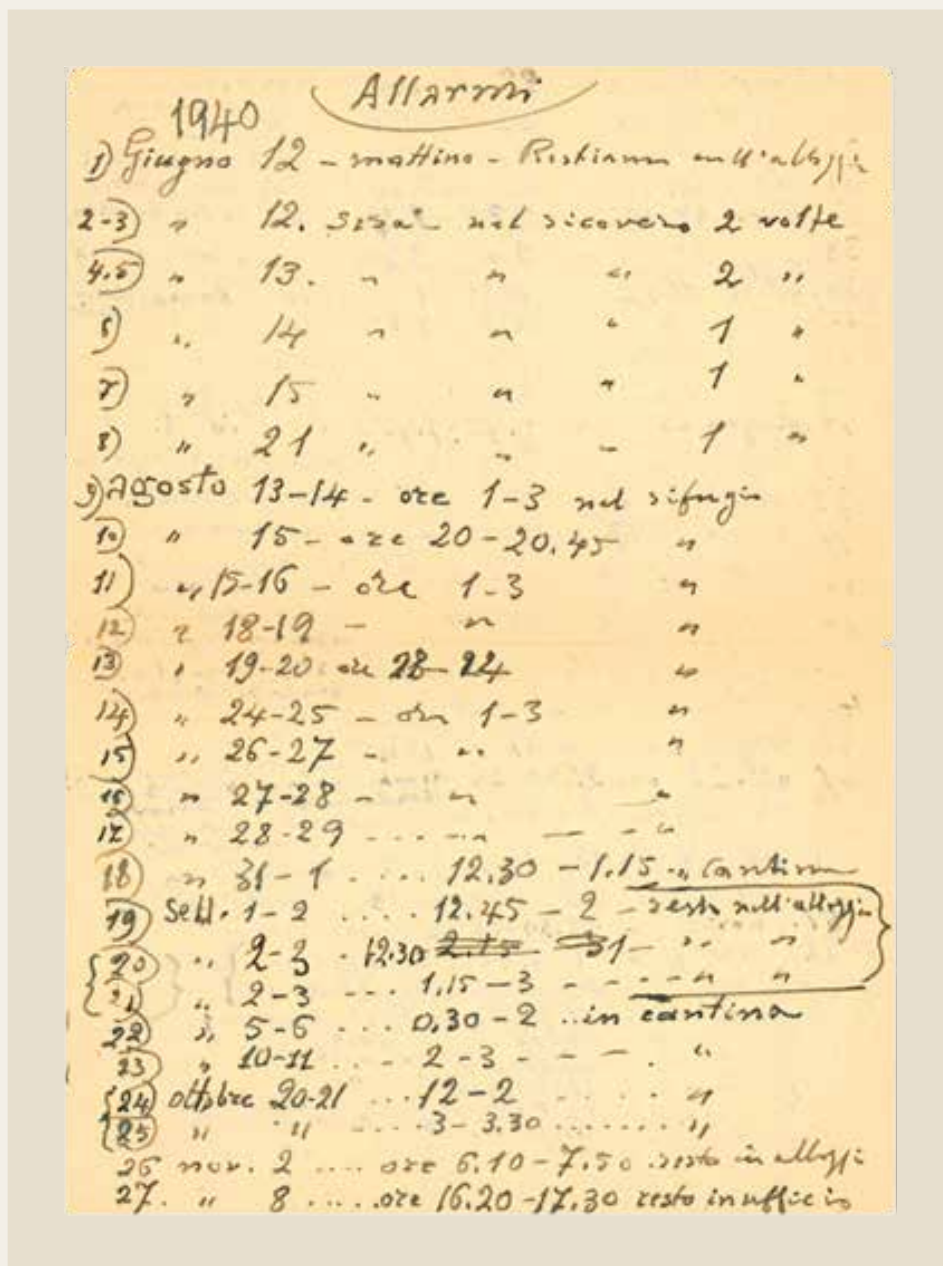 Allarmi
1940
1) Giugno 12 - mattino - Restiamo nell'alloggio
2-3) " 12. sera nel ricovero 2 volte
4.5) " 13. " " " 2 "
6) " 14 " " " 1 "
7) " 15 " " " 1 "
8) " 21 " " " 1 "
9) Agosto 13-14 - ore 1-3 nel rifugio
10) " 15 - ore 20-20.45 "
11) " 15-16 - ore 1-3 "
12) " 18-19 - " "
13) " 19-20 ore "
14) " 24-25 - ore 1-3 "
15) " 26-27 - " "
16) " 27-28 - " "
17) " 28-29 .... " — - "
18) " 31-1 .... 12.30 - 1.15 " cantina
19) Sett. 1-2 .... 12.45 - 2 - resto nell'alloggio
20) " 2-3 - 12.30 1 - " "
21) " 2-3 ... 1,15 - 3 - - - - " "
22) " 5-6 ... 0,30 - 2 .. in cantina
23) " 10-11 ... - 2 - 3 - - - . "
24) ottobre 20-21 ... 12-2 - . . . . "
25) " " ... - 3-3.30 ....... "
26 nov. 2 .... ore 6.10-7.50 resto in alloggio
27. " 8 ..... ore 16.20-17.30 resto in ufficio